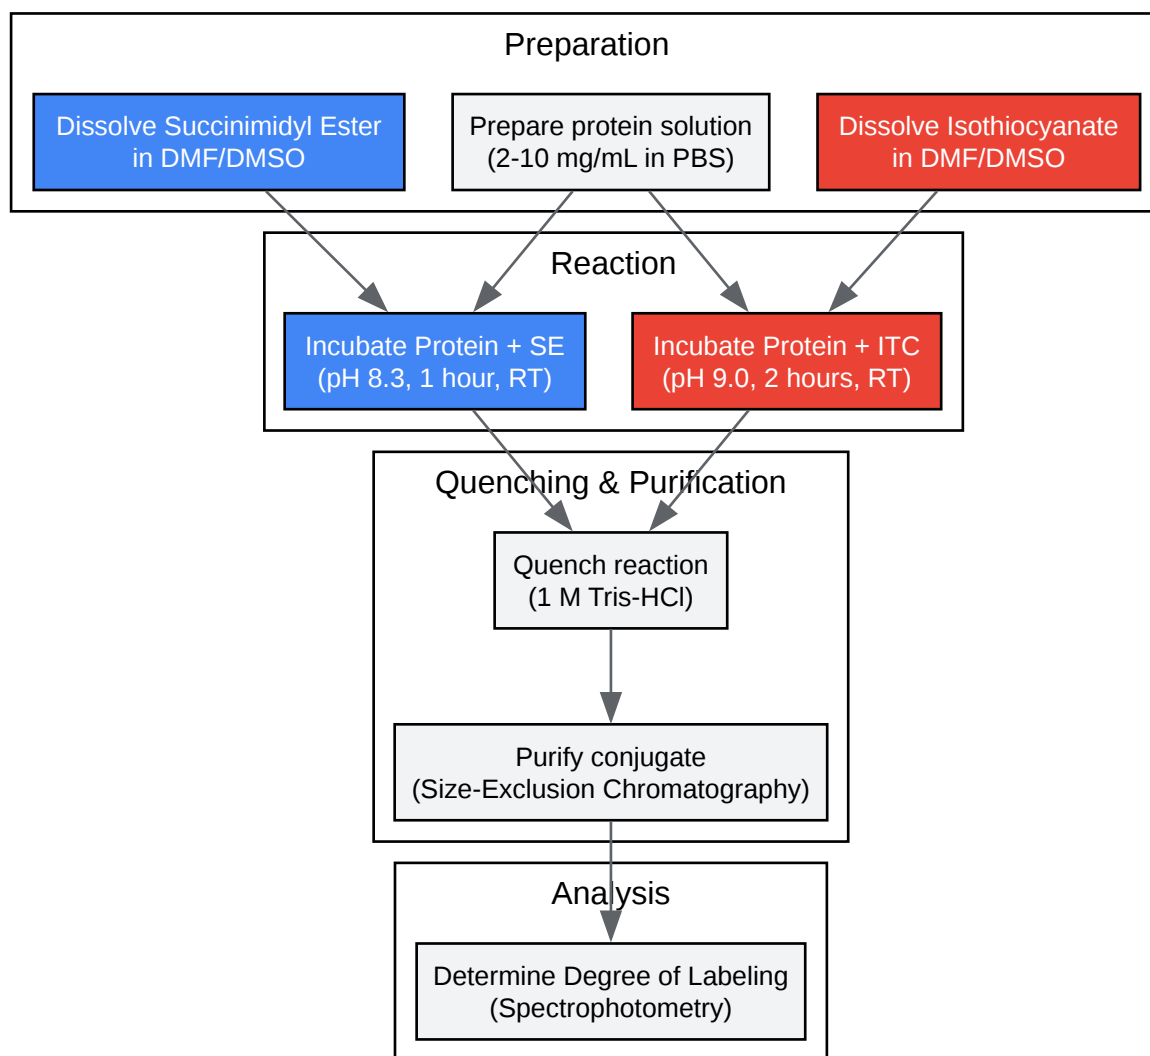 Preparation
Dissolve Succinimidyl Ester
in DMF/DMSO
Prepare protein solution
(2-10 mg/mL in PBS)
Dissolve Isothiocyanate
in DMF/DMSO
Reaction
Incubate Protein + SE
(pH 8.3, 1 hour, RT)
Incubate Protein + ITC
(pH 9.0, 2 hours, RT)
Quenching & Purification
Quench reaction
(1 M Tris-HCl)
Purify conjugate
(Size-Exclusion Chromatography)
Analysis
Determine Degree of Labeling
(Spectrophotometry)